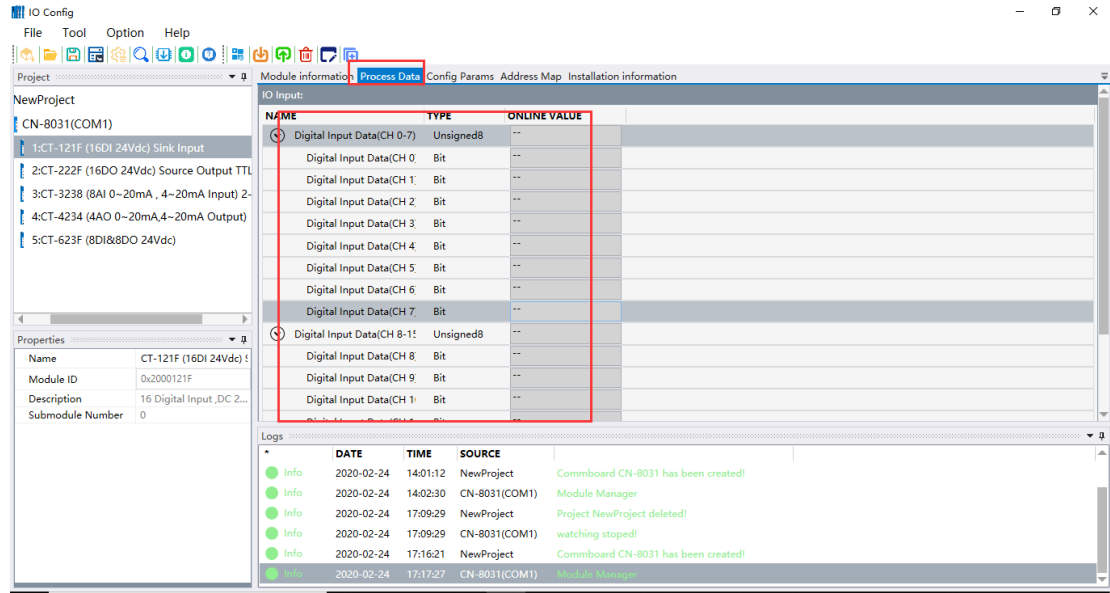 IO Config
File Tool Option Help
Project
NewProject
CN-8031(COM1)
1:CT-121F (16DI 24Vdc) Sink Input
2:CT-222F (16DO 24Vdc) Source Output TTL
3:CT-3238 (8AI 0~20mA , 4~20mA Input) 2-
4:CT-4234 (4AO 0~20mA,4~20mA Output)
5:CT-623F (8DI&8DO 24Vdc)
Properties
Name CT-121F (16DI 24Vdc) S
Module ID 0x2000121F
Description 16 Digital Input ,DC 2...
Submodule Number 0
Module information Process Data Config Params Address Map Installation information
IO Input:
NAME TYPE ONLINE VALUE
Digital Input Data(CH 0-7) Unsigned8 --
Digital Input Data(CH 0) Bit --
Digital Input Data(CH 1) Bit --
Digital Input Data(CH 2) Bit --
Digital Input Data(CH 3) Bit --
Digital Input Data(CH 4) Bit --
Digital Input Data(CH 5) Bit --
Digital Input Data(CH 6) Bit --
Digital Input Data(CH 7) Bit --
Digital Input Data(CH 8-15 Unsigned8 --
Digital Input Data(CH 8) Bit --
Digital Input Data(CH 9) Bit --
Digital Input Data(CH 1 Bit --
Logs
* DATE TIME SOURCE
Info 2020-02-24 14:01:12 NewProject Commboard CN-8031 has been created!
Info 2020-02-24 14:02:30 CN-8031(COM1) Module Manager
Info 2020-02-24 17:09:29 NewProject Project NewProject deleted!
Info 2020-02-24 17:09:29 CN-8031(COM1) watching stoped!
Info 2020-02-24 17:16:21 NewProject Commboard CN-8031 has been created!
Info 2020-02-24 17:17:27 CN-8031(COM1) Module Manager